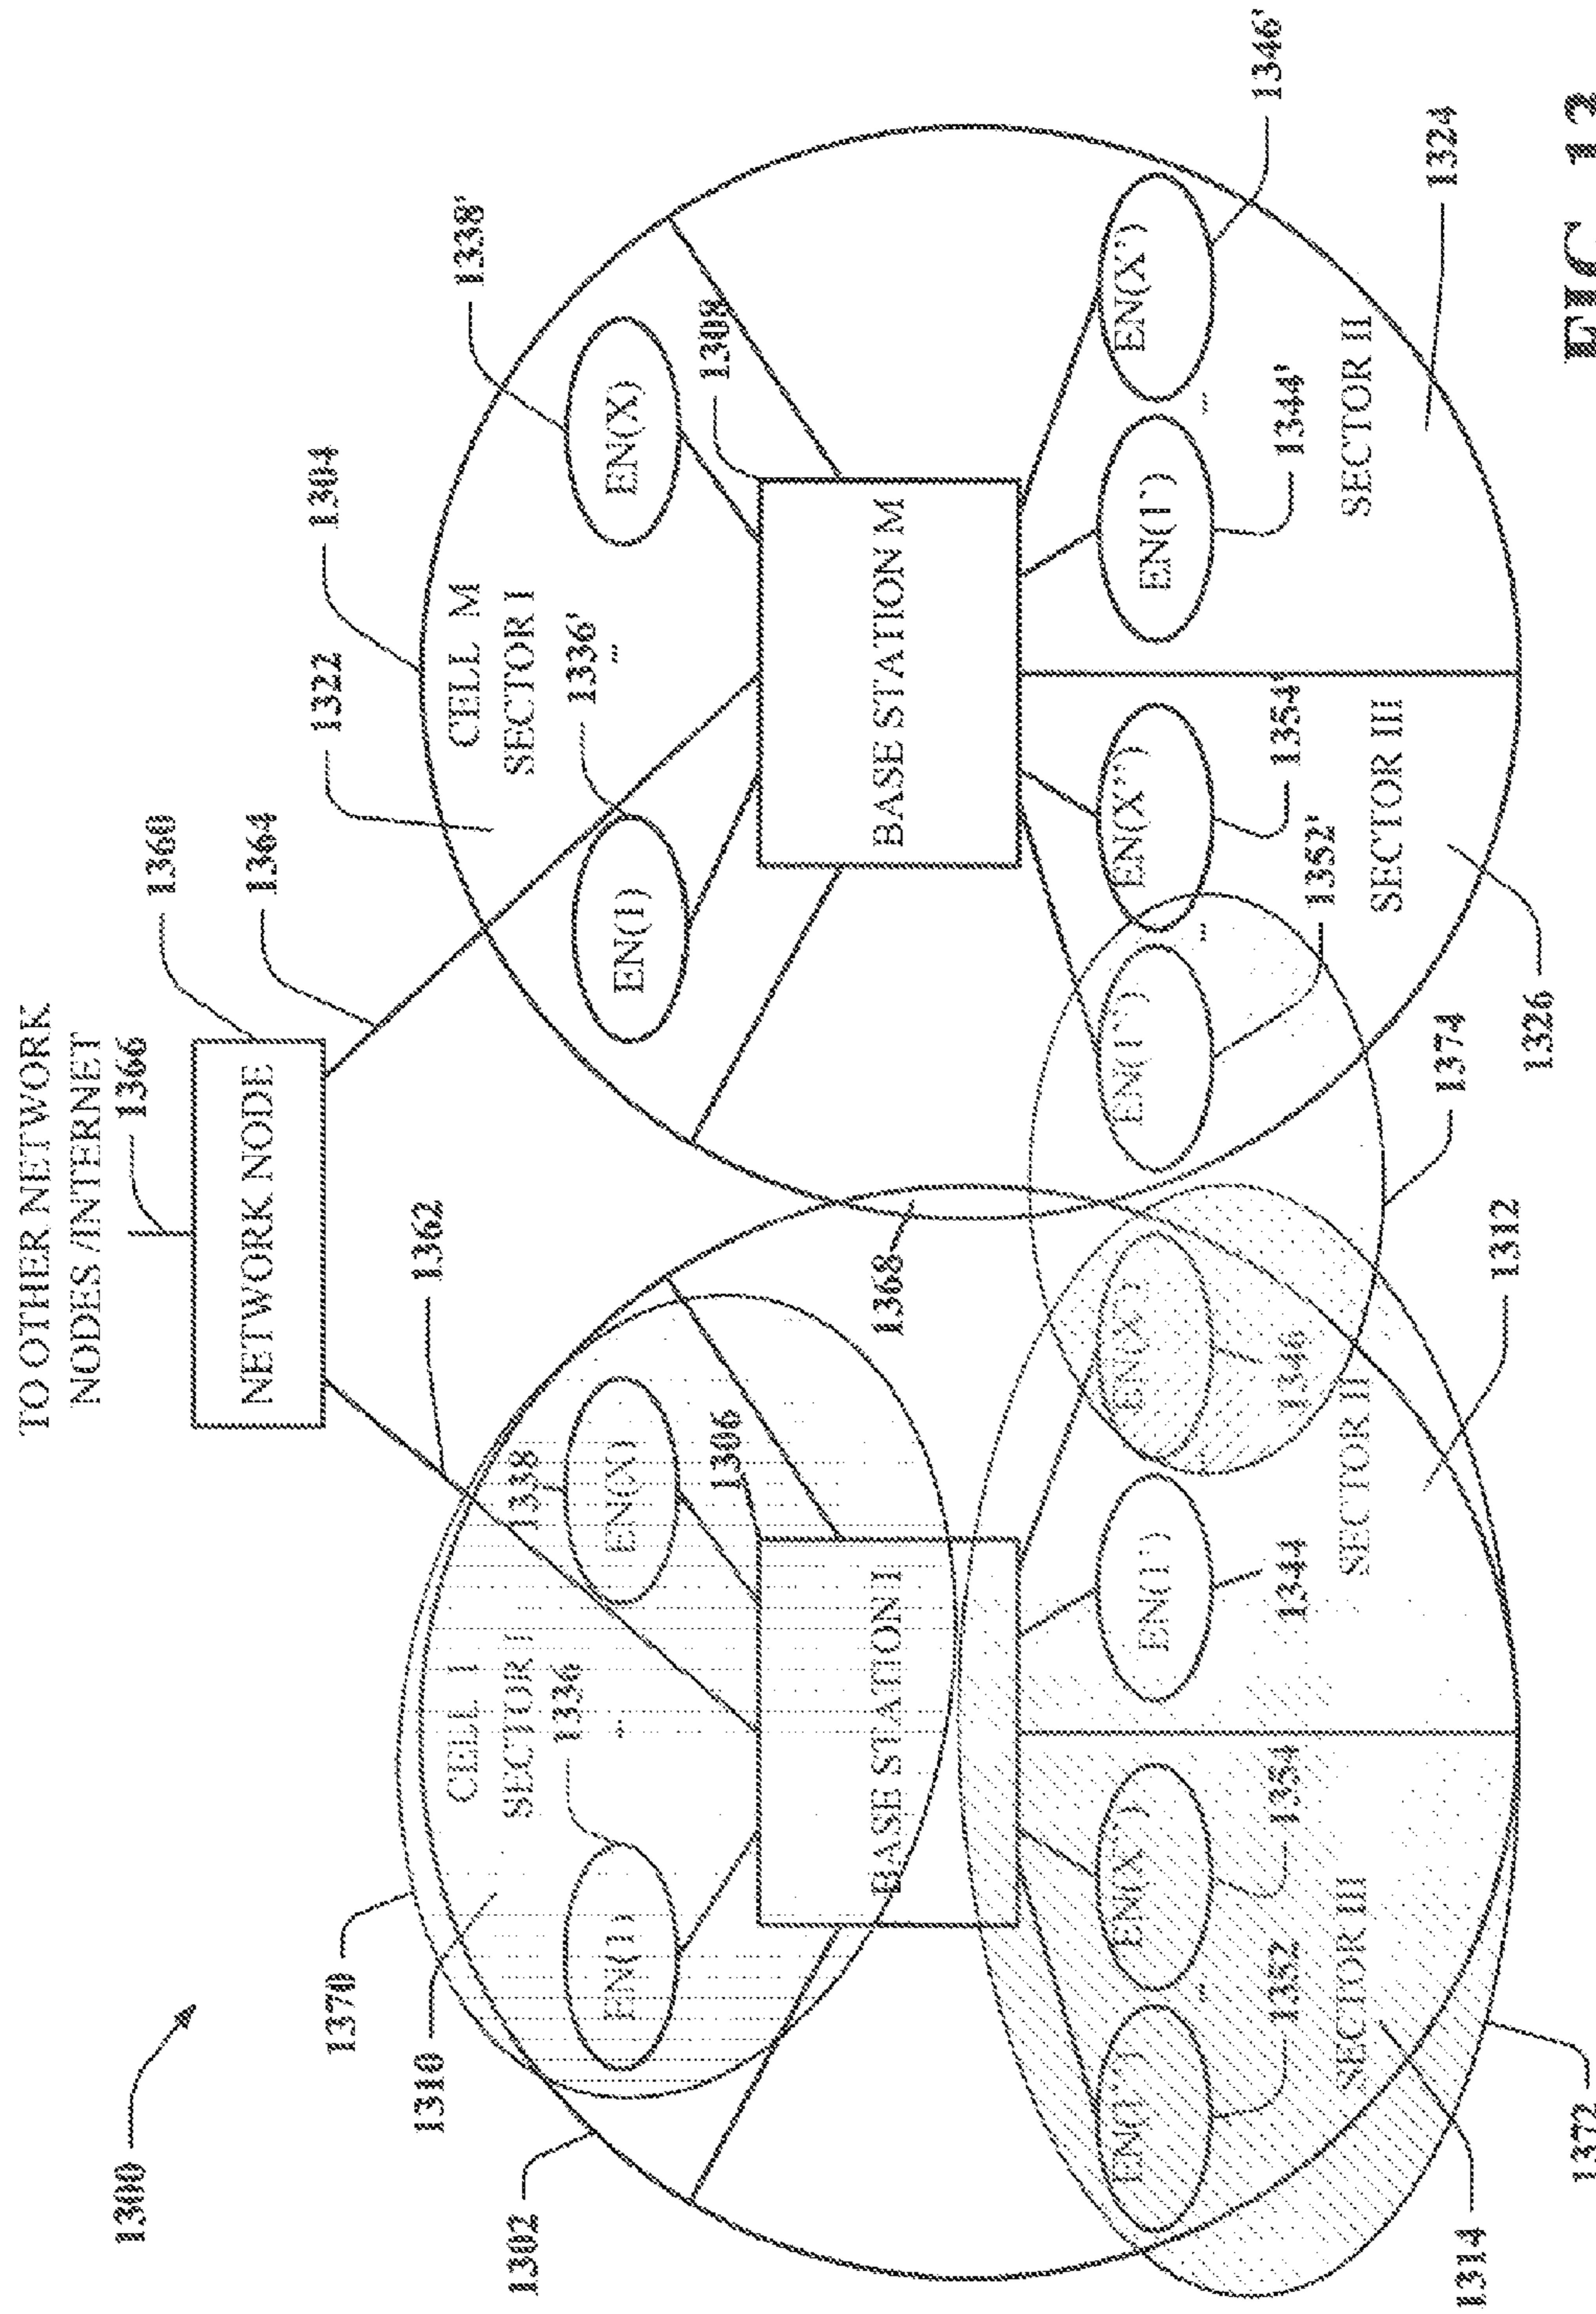 1300
TO OTHER NETWORK
NODES /INTERNET
1366
NETWORK NODE
1360
1362
1364
1302
1310
1370
CELL I
SECTOR I
1336
...
EN(1)
1338
EN(X)
1306
BASE STATION I
1304
1322
CELL M
SECTOR I
1336'
...
EN(1)
1338'
EN(X)
1308
BASE STATION M
1368
EN(1'')
...
EN(X'')
1352
1354
SECTOR III
1314
1372
EN(1')
EN(X')
1344
1346
SECTOR II
1312
1374
EN(1'')
...
EN(X'')
1352'
1354'
SECTOR III
1326
EN(1')
...
EN(X')
1344'
1346'
SECTOR II
1324